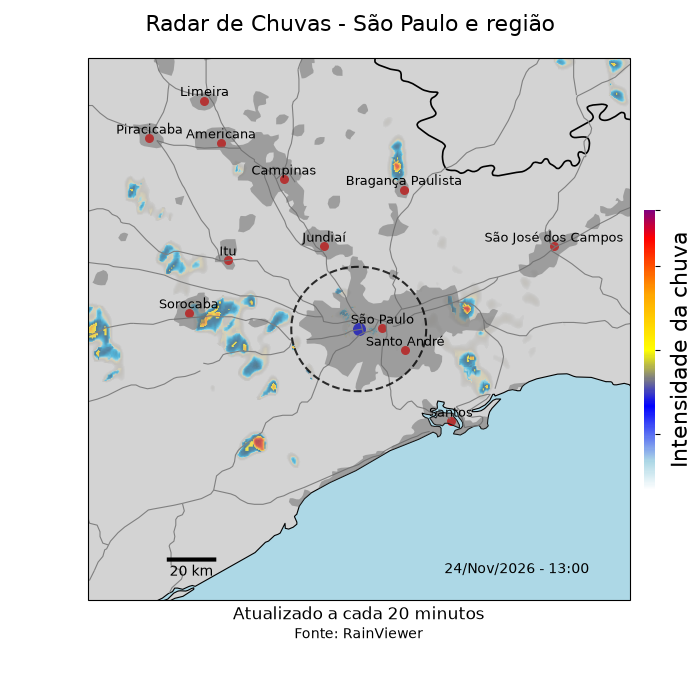 Radar de Chuvas - São Paulo e região
Limeira
Piracicaba
Americana
Campinas
Bragança Paulista
Jundiaí
São José dos Campos
Itu
Sorocaba
São Paulo
Santo André
Santos
Intensidade da chuva
20 km
24/Nov/2026 - 13:00
Atualizado a cada 20 minutos
Fonte: RainViewer